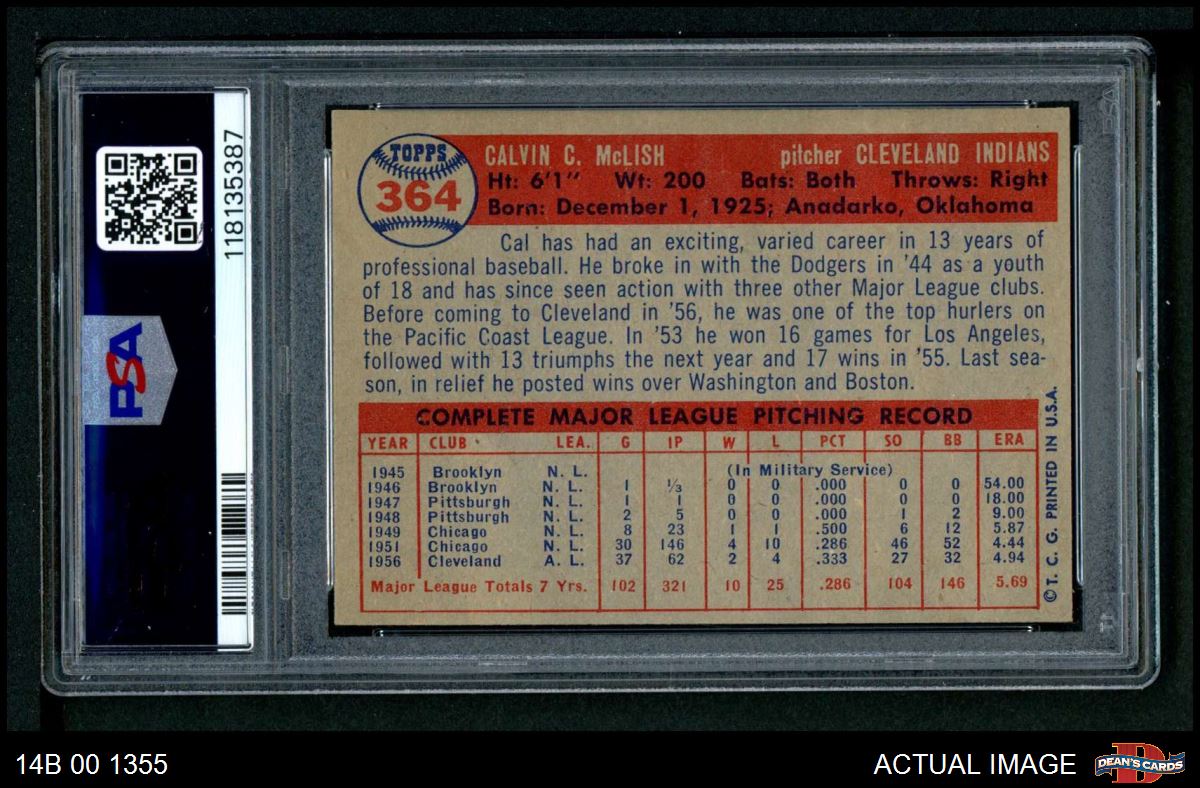 118135387
PSA
TOPPS
364
CALVIN C. McLISH pitcher CLEVELAND INDIANS
Ht: 6'1" Wt: 200 Bats: Both Throws: Right
Born: December 1, 1925; Anadarko, Oklahoma
Cal has had an exciting, varied career in 13 years of
professional baseball. He broke in with the Dodgers in '44 as a youth
of 18 and has since seen action with three other Major League clubs.
Before coming to Cleveland in '56, he was one of the top hurlers on
the Pacific Coast League. In '53 he won 16 games for Los Angeles,
followed with 13 triumphs the next year and 17 wins in '55. Last sea-
son, in relief he posted wins over Washington and Boston.
COMPLETE MAJOR LEAGUE PITCHING RECORD
YEAR CLUB LEA. G IP W L PCT SO BB ERA
1945 Brooklyn N. L. (In Military Service)
1946 Brooklyn N. L. 1 ⅓ 0 0 .000 0 0 54.00
1947 Pittsburgh N. L. 1 1 0 0 .000 0 0 18.00
1948 Pittsburgh N. L. 2 5 0 0 .000 1 2 9.00
1949 Chicago N. L. 8 23 1 1 .500 6 12 5.87
1951 Chicago N. L. 30 146 4 10 .286 46 52 4.44
1956 Cleveland A. L. 37 62 2 4 .333 27 32 4.94
Major League Totals 7 Yrs. 102 321 10 25 .286 104 146 5.69
© T. C. G. PRINTED IN U.S.A.
14B 00 1355
ACTUAL IMAGE
DEAN'S CARDS